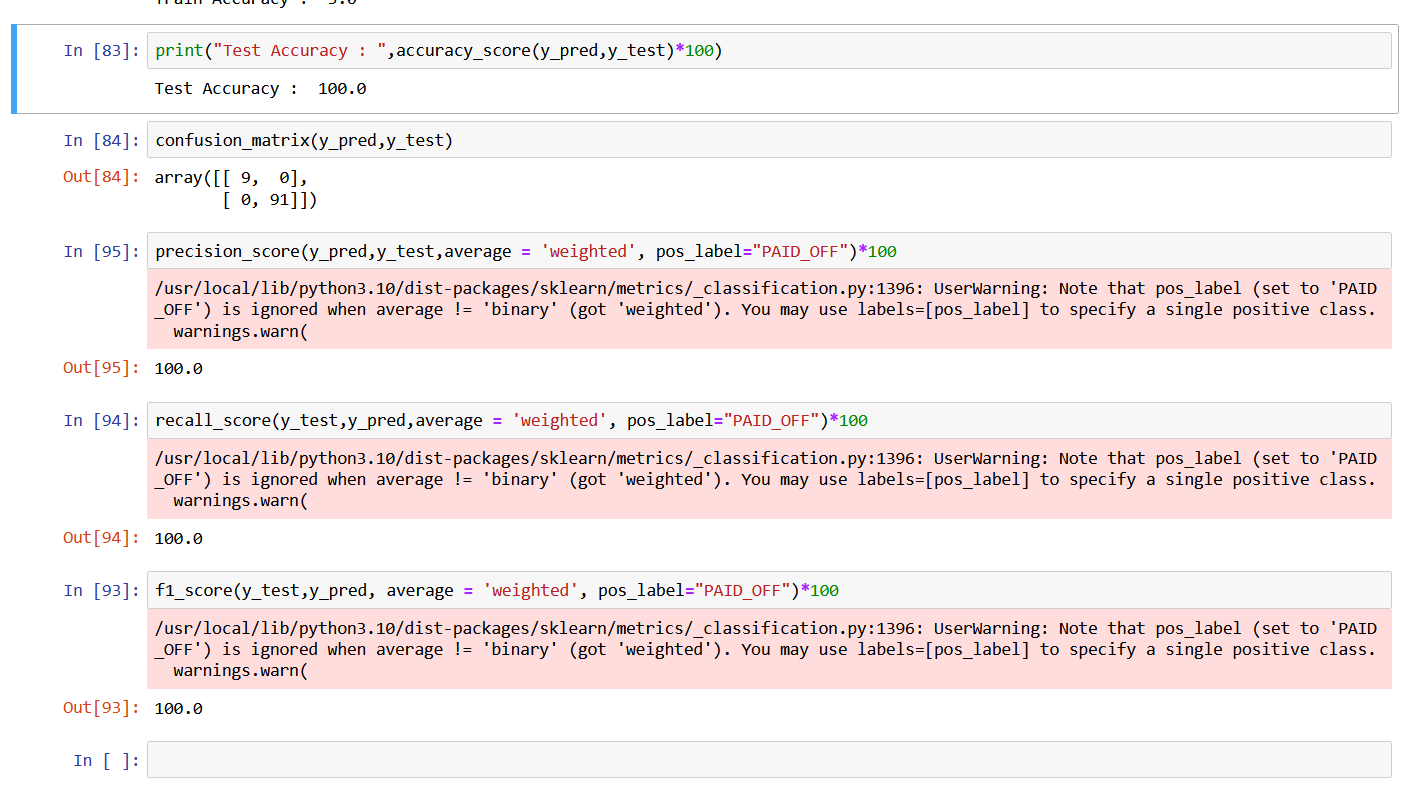 Train Accuracy :  5.0
In [83]: print("Test Accuracy : ",accuracy_score(y_pred,y_test)*100)
Test Accuracy :  100.0
In [84]: confusion_matrix(y_pred,y_test)
Out[84]: array([[ 9,  0],
[ 0, 91]])
In [95]: precision_score(y_pred,y_test,average = 'weighted', pos_label="PAID_OFF")*100
/usr/local/lib/python3.10/dist-packages/sklearn/metrics/_classification.py:1396: UserWarning: Note that pos_label (set to 'PAID
_OFF') is ignored when average != 'binary' (got 'weighted'). You may use labels=[pos_label] to specify a single positive class.
warnings.warn(
Out[95]: 100.0
In [94]: recall_score(y_test,y_pred,average = 'weighted', pos_label="PAID_OFF")*100
/usr/local/lib/python3.10/dist-packages/sklearn/metrics/_classification.py:1396: UserWarning: Note that pos_label (set to 'PAID
_OFF') is ignored when average != 'binary' (got 'weighted'). You may use labels=[pos_label] to specify a single positive class.
warnings.warn(
Out[94]: 100.0
In [93]: f1_score(y_test,y_pred, average = 'weighted', pos_label="PAID_OFF")*100
/usr/local/lib/python3.10/dist-packages/sklearn/metrics/_classification.py:1396: UserWarning: Note that pos_label (set to 'PAID
_OFF') is ignored when average != 'binary' (got 'weighted'). You may use labels=[pos_label] to specify a single positive class.
warnings.warn(
Out[93]: 100.0
In [ ]: